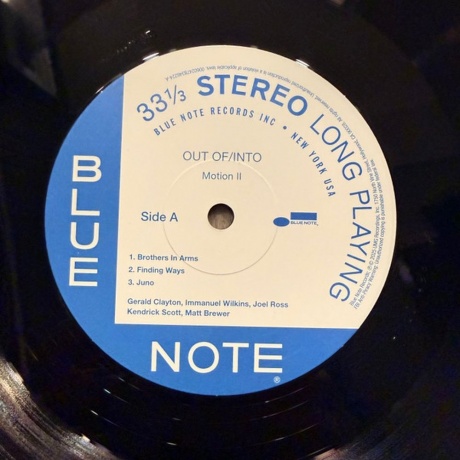 33⅓ STEREO LONG PLAYING
BLUE NOTE RECORDS INC • NEW YORK USA
OUT OF/INTO
Motion II
Side A
BLUE NOTE
1. Brothers In Arms
2. Finding Ways
3. Juno
Gerald Clayton, Immanuel Wilkins, Joel Ross
Kendrick Scott, Matt Brewer
BLUE
NOTE®